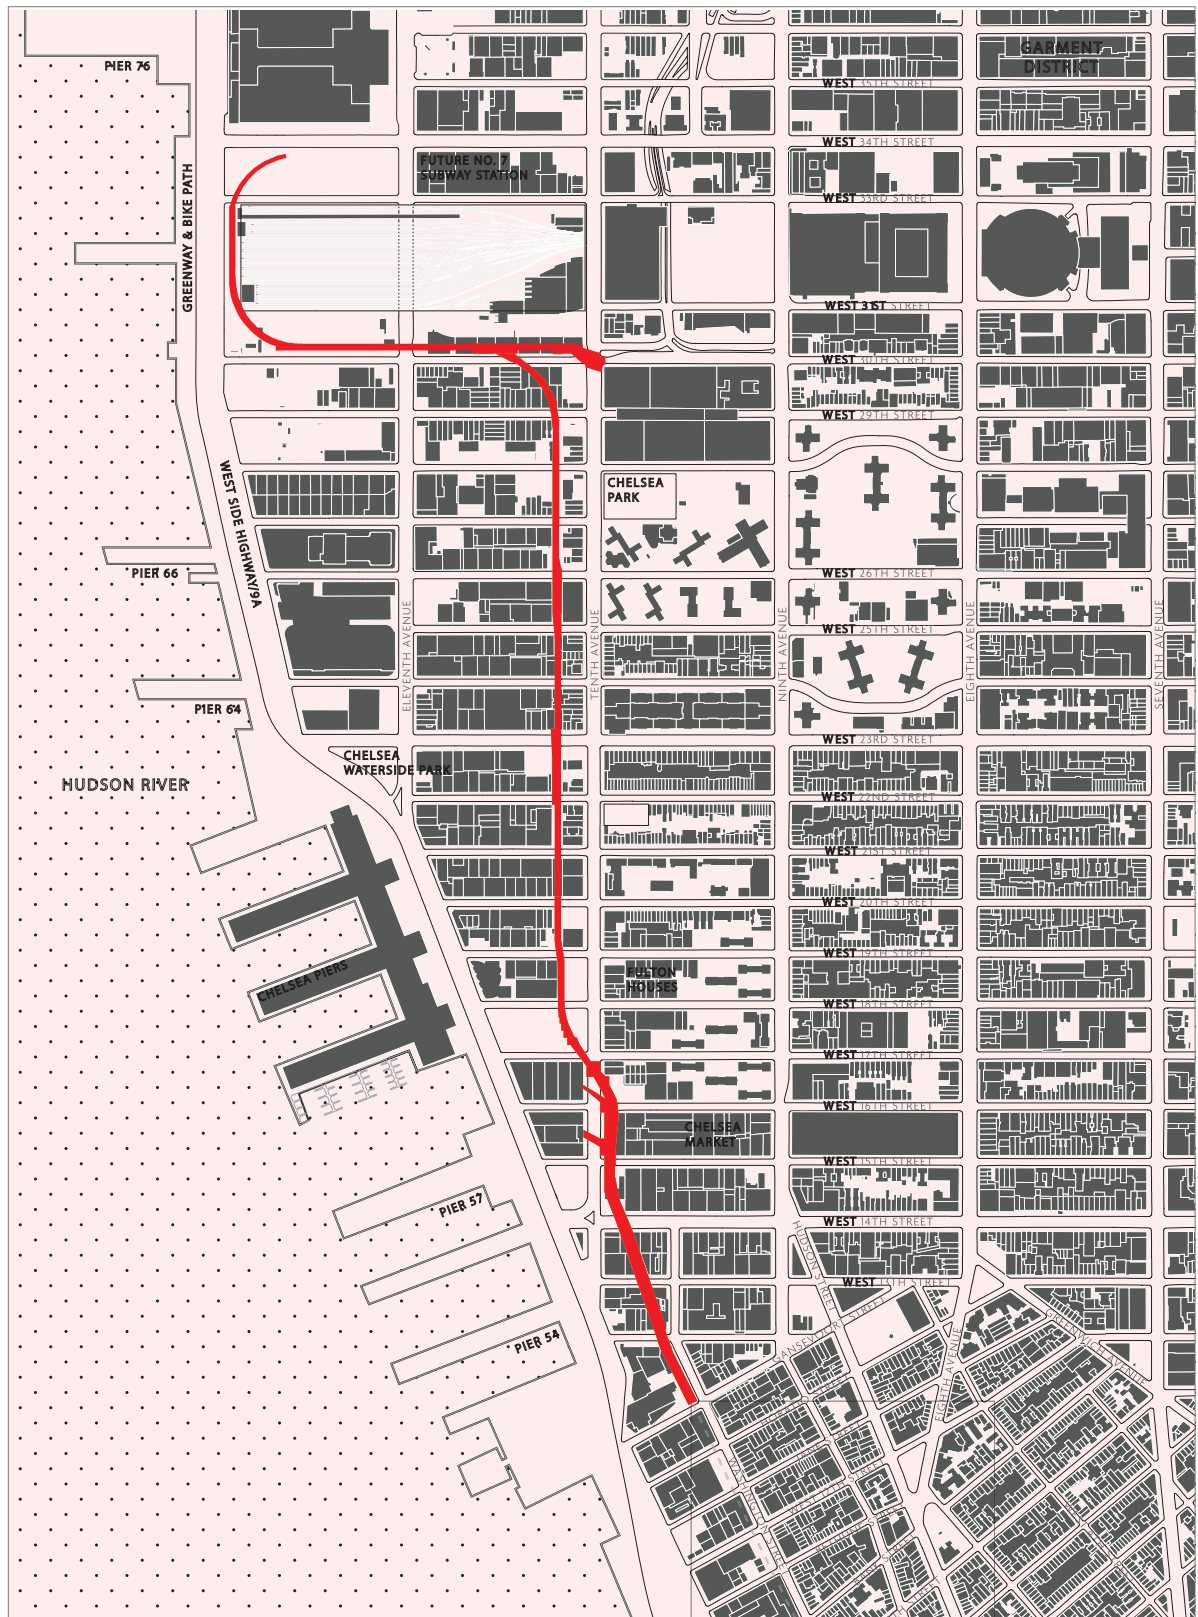 PIER 76
GARMENT
DISTRICT
WEST 35TH STREET
WEST 34TH STREET
FUTURE NO. 7
SUBWAY STATION
WEST 33RD STREET
GREENWAY & BIKE PATH
WEST 31ST STREET
WEST 30TH STREET
WEST 29TH STREET
CHELSEA
PARK
WEST SIDE HIGHWAY/9A
PIER 66
WEST 26TH STREET
WEST 25TH STREET
ELEVENTH AVENUE
TENTH AVENUE
NINTH AVENUE
EIGHTH AVENUE
SEVENTH AVENUE
PIER 64
WEST 23RD STREET
CHELSEA
WATERSIDE PARK
HUDSON RIVER
WEST 22ND STREET
WEST 21ST STREET
WEST 20TH STREET
WEST 19TH STREET
CHELSEA PIERS
FULTON
HOUSES
WEST 18TH STREET
WEST 17TH STREET
WEST 16TH STREET
CHELSEA
MARKET
WEST 15TH STREET
PIER 57
WEST 14TH STREET
HUDSON STREET
WEST 13TH STREET
PIER 54
GANSEVOORT STREET
GREENWICH AVENUE
EIGHTH AVENUE
WASHINGTON STREET